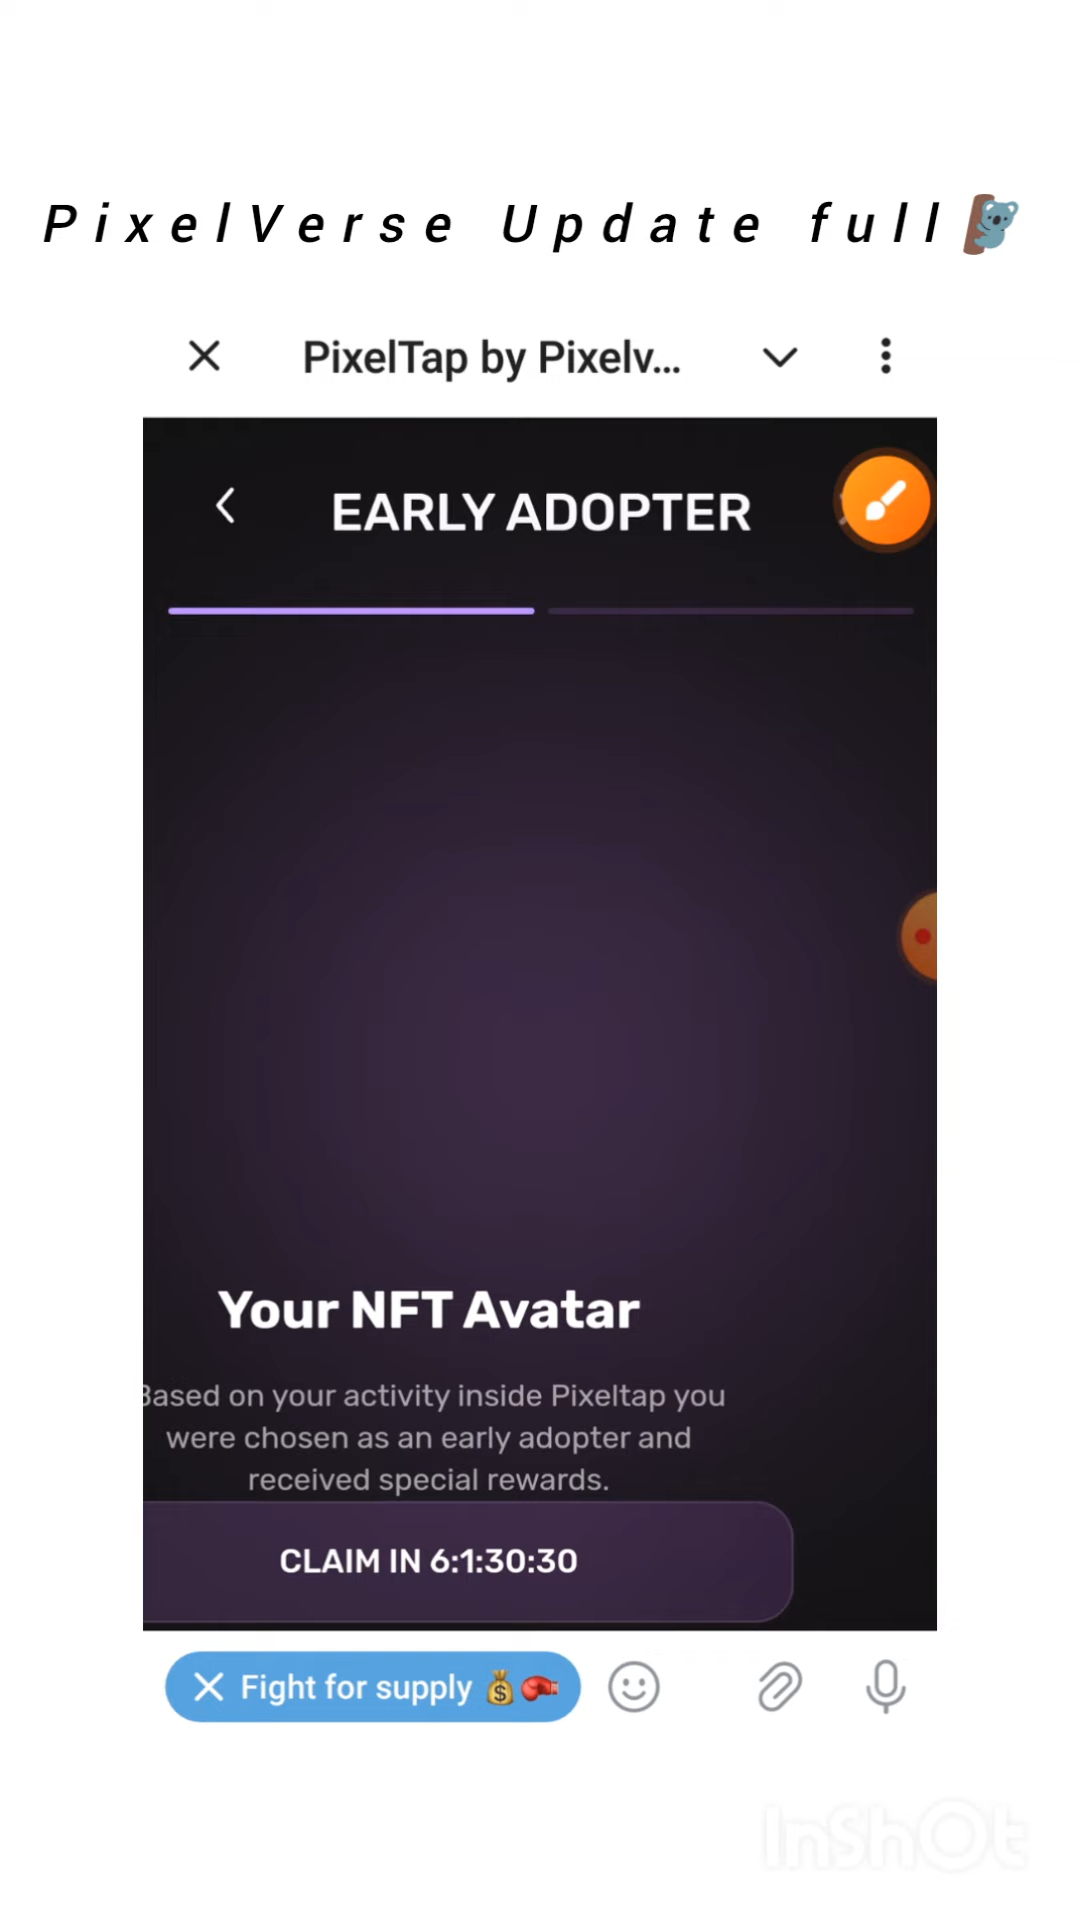 PixelVerse Update full🐨
PixelTap by Pixelv...
EARLY ADOPTER
Your NFT Avatar
Based on your activity inside Pixeltap you
were chosen as an early adopter and
received special rewards.
CLAIM IN 6:1:30:30
Fight for supply 💰🥊
InShOt